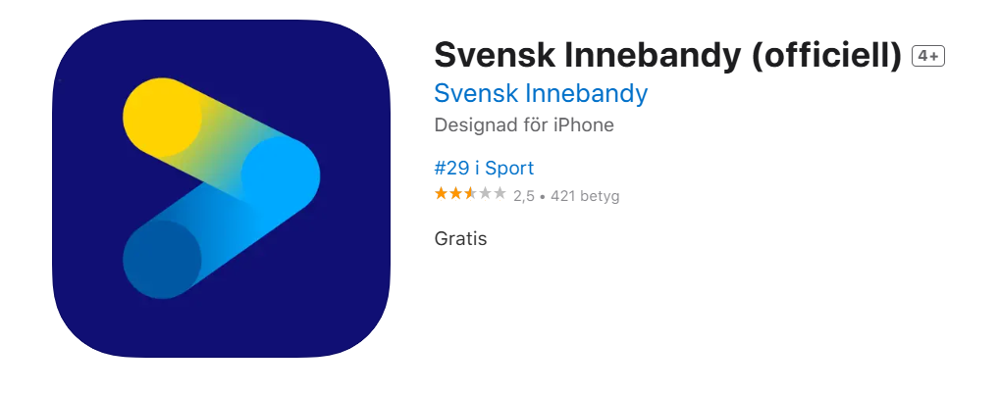 Svensk Innebandy (officiell) 4+
Svensk Innebandy
Designad för iPhone
#29 i Sport
2,5 • 421 betyg
Gratis